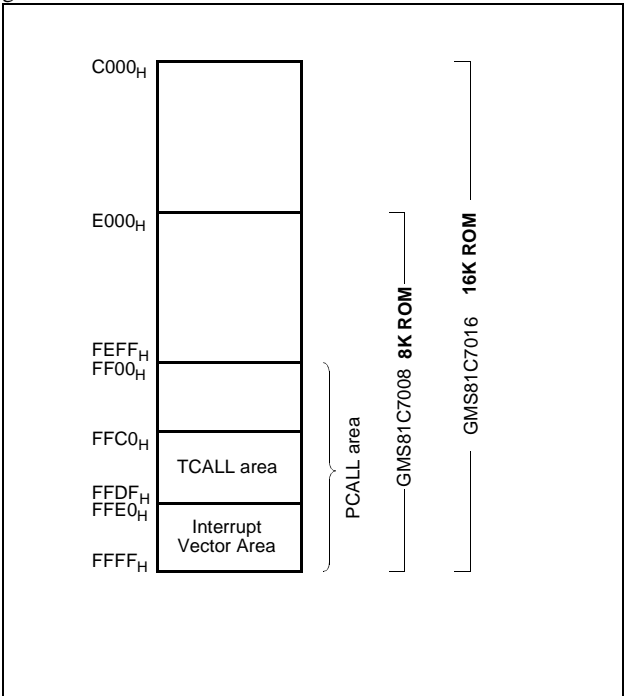 C000H
E000H
FEFFH
FF00H
FFC0H
TCALL area
FFDFH
FFE0H
Interrupt
Vector Area
FFFFH
PCALL area
GMS81C7008 8K ROM
GMS81C7016 16K ROM